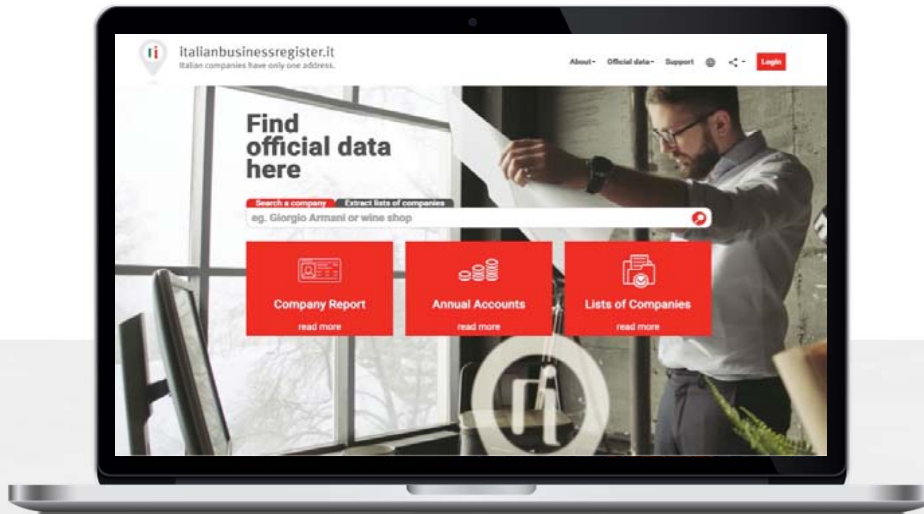 ri
italianbusinessregister.it
Italian companies have only one address.
About
Official data
Support
Login
Find
official data
here
Search a company
Extract lists of companies
eg. Giorgio Armani or wine shop
Company Report
read more
Annual Accounts
read more
Lists of Companies
read more
ri